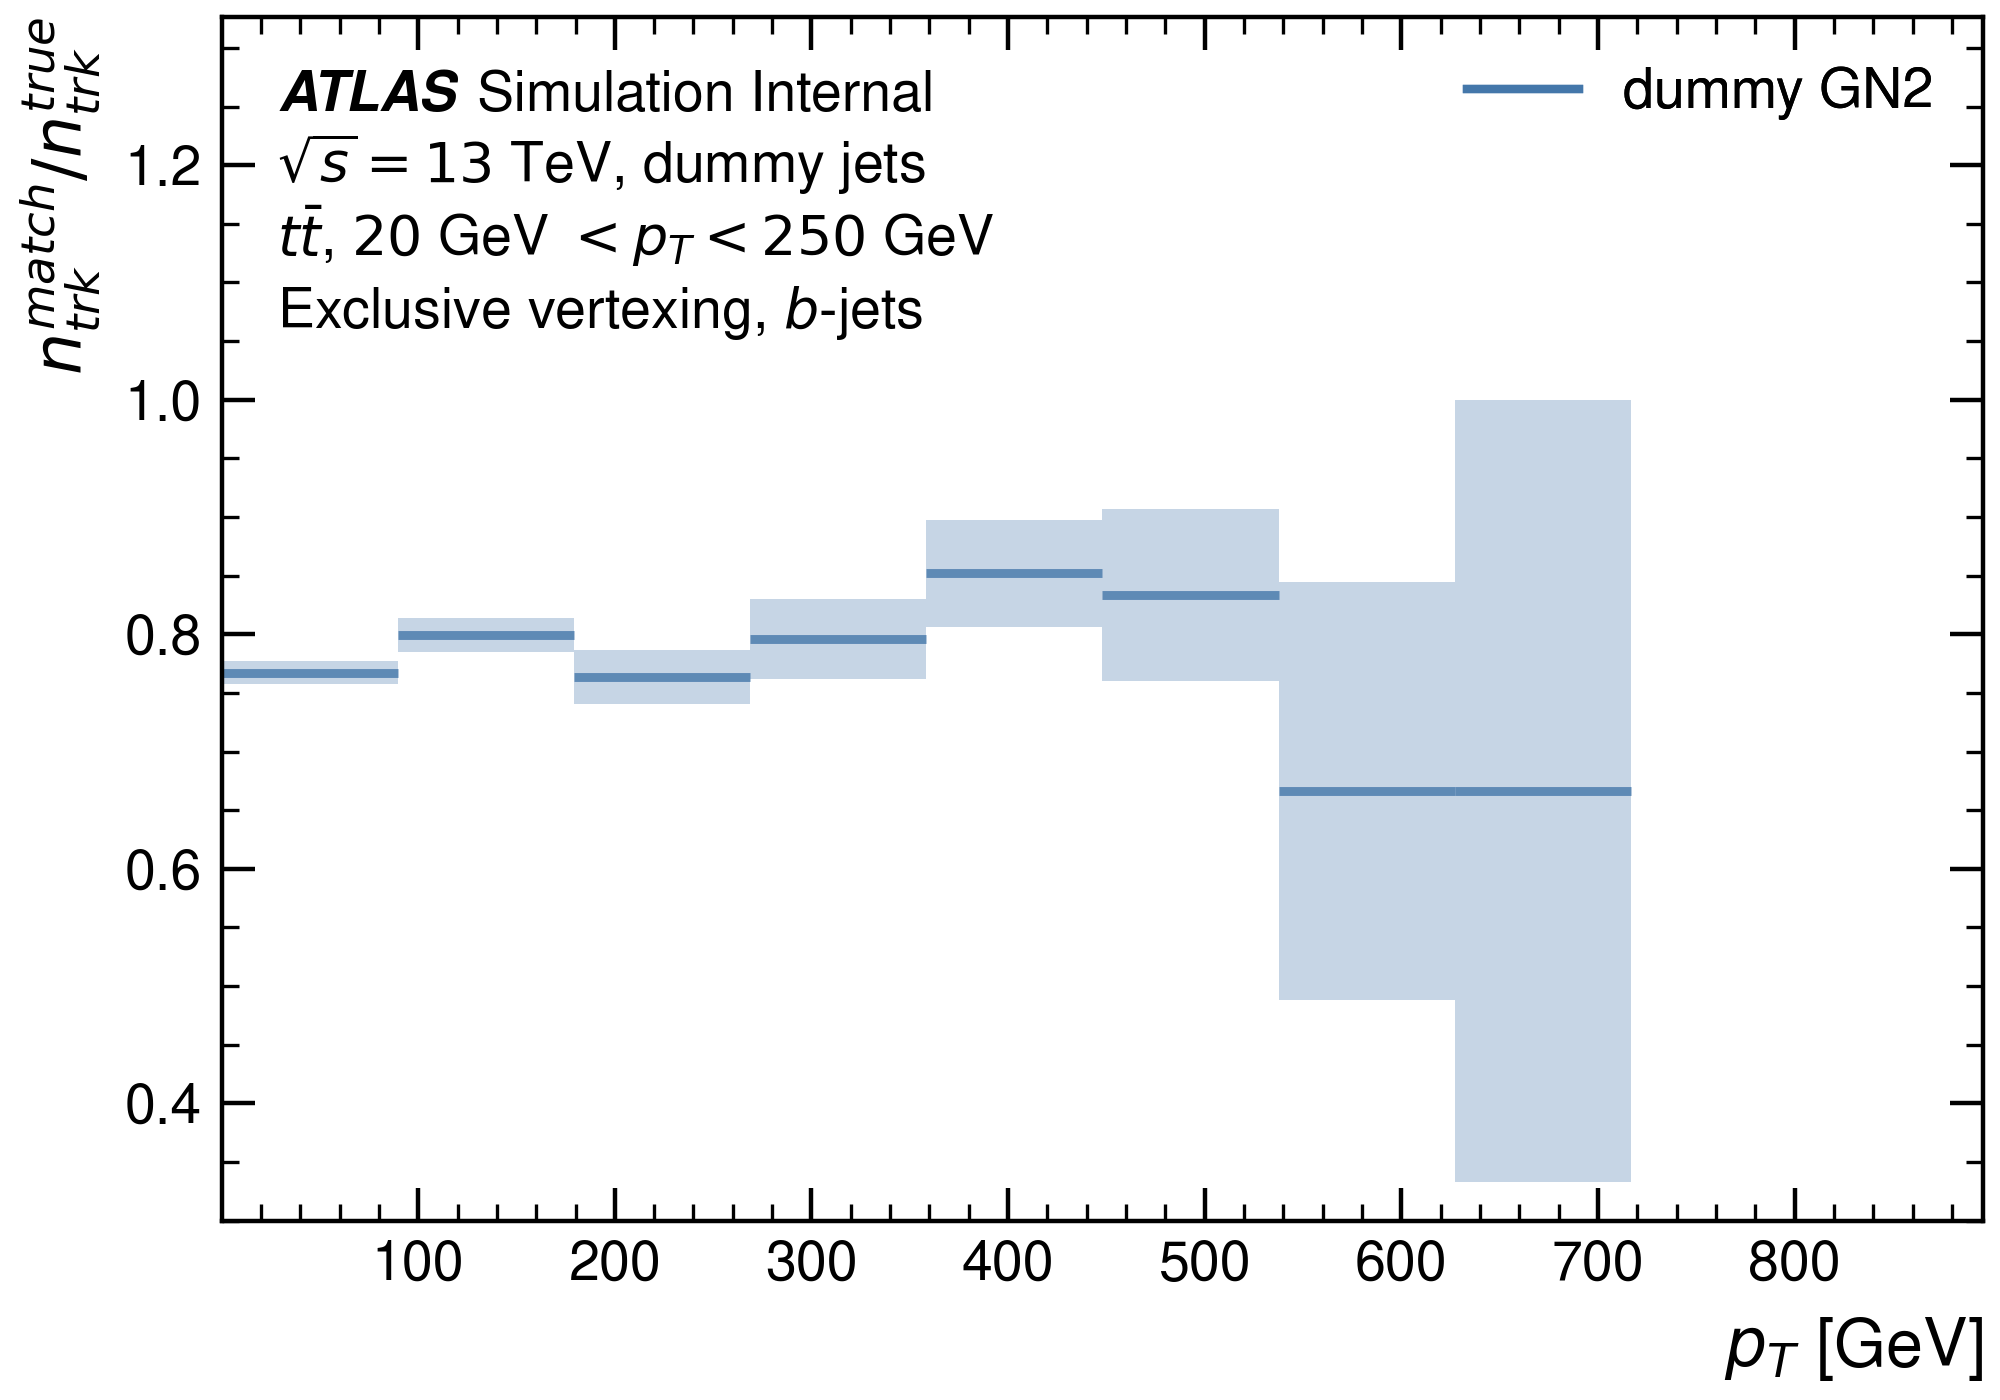 ATLAS Simulation Internal
√s = 13 TeV, dummy jets
tt̄, 20 GeV < p_T < 250 GeV
Exclusive vertexing, b-jets
dummy GN2
n_trk^match/n_trk^true
1.2
1.0
0.8
0.6
0.4
100 200 300 400 500 600 700 800
p_T [GeV]